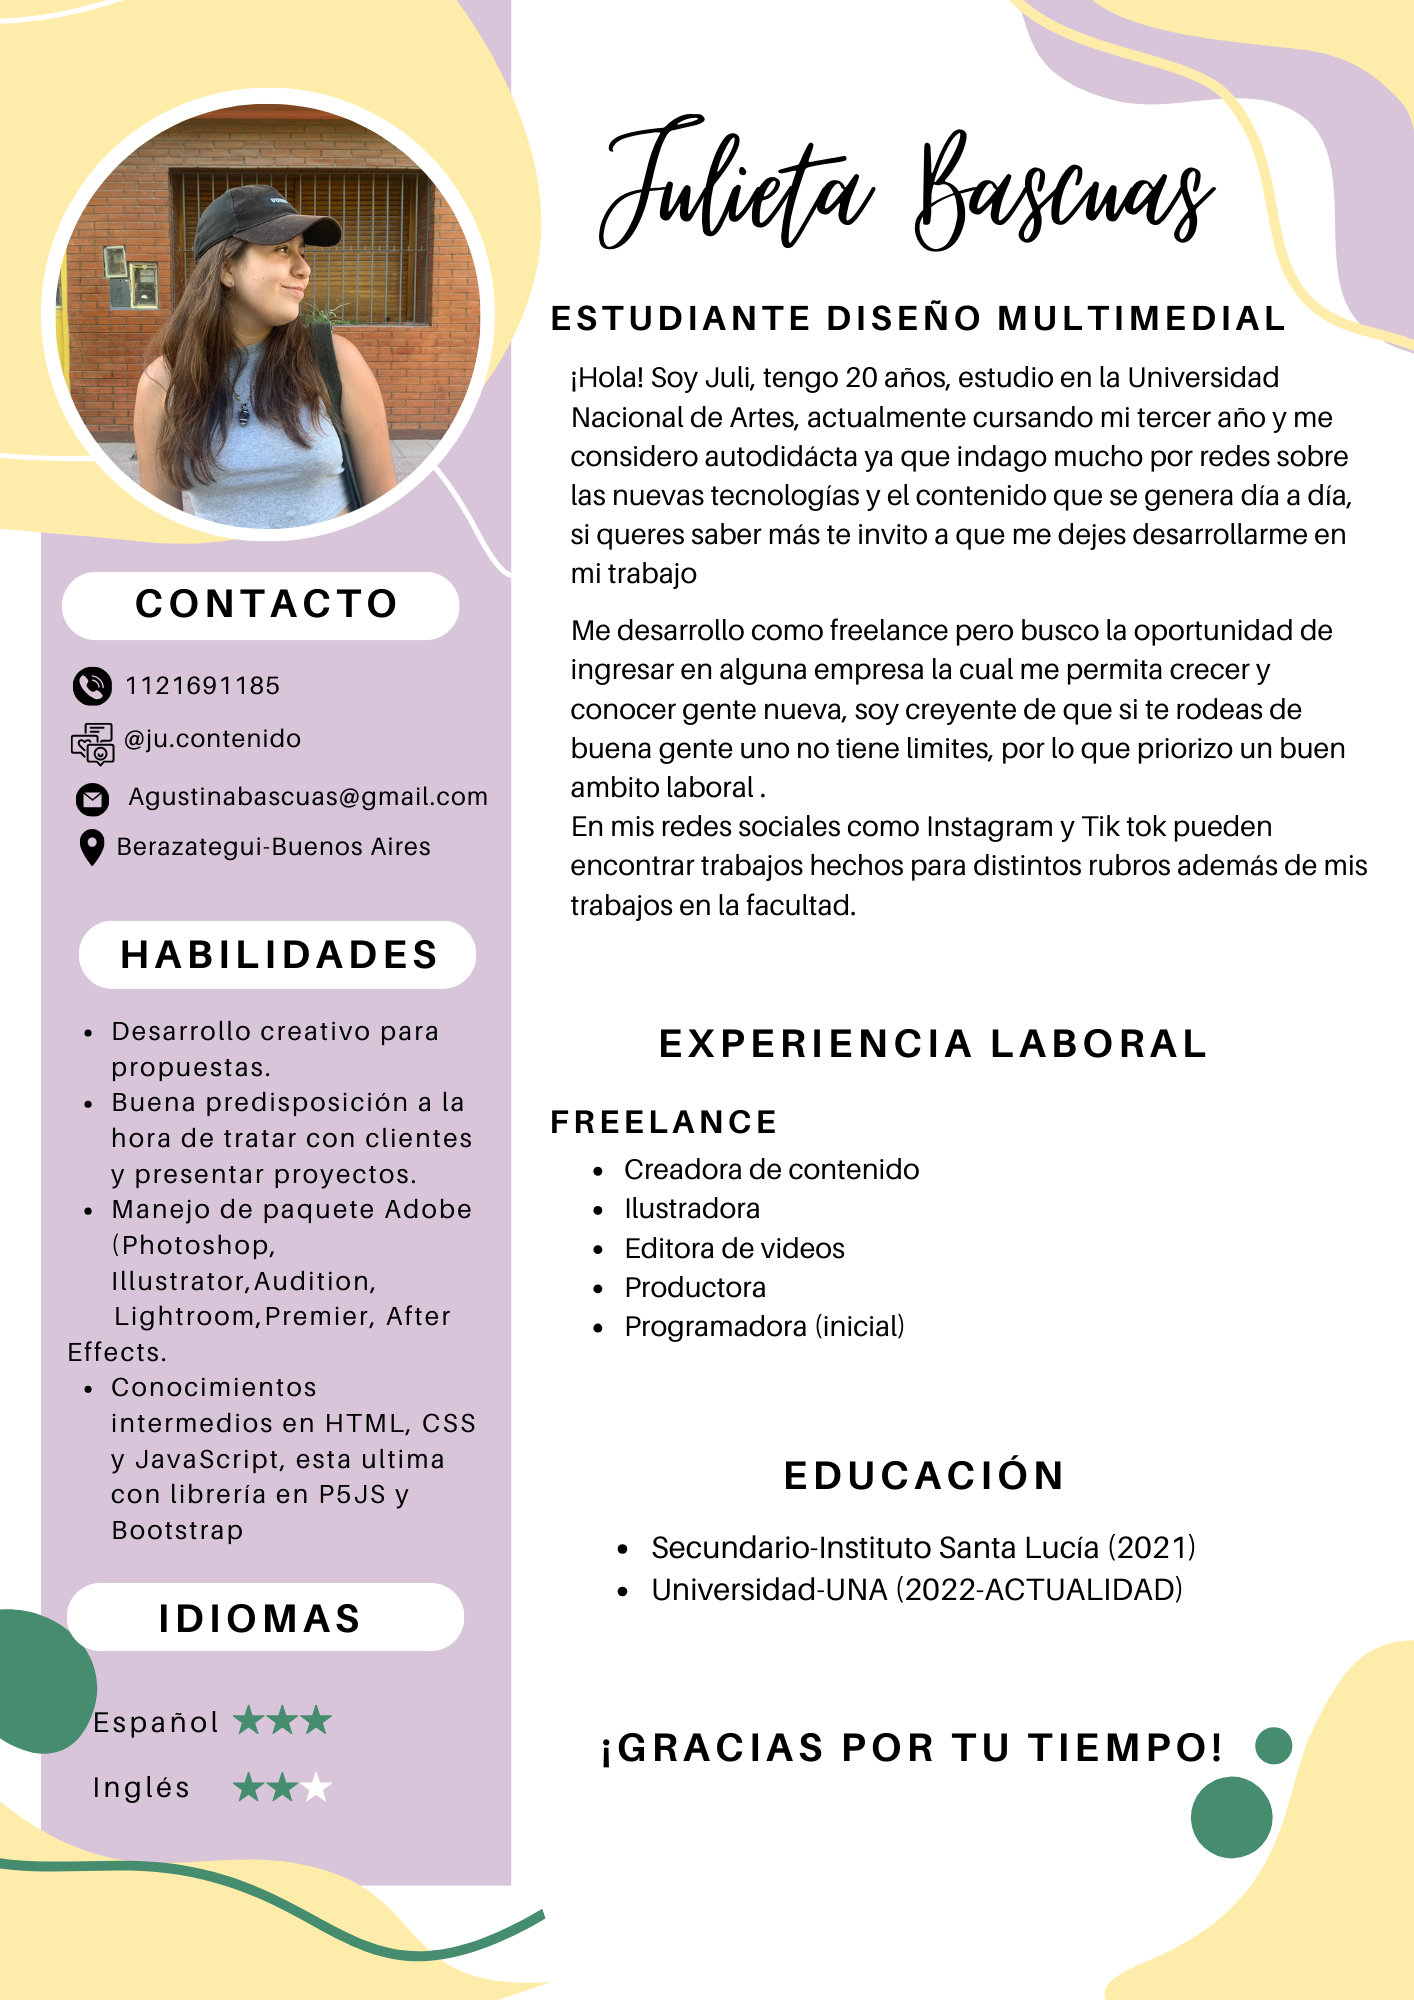 Julieta Bascuas
ESTUDIANTE DISEÑO MULTIMEDIAL
¡Hola! Soy Juli, tengo 20 años, estudio en la Universidad
Nacional de Artes, actualmente cursando mi tercer año y me
considero autodidácta ya que indago mucho por redes sobre
las nuevas tecnologías y el contenido que se genera día a día,
si queres saber más te invito a que me dejes desarrollarme en
mi trabajo
Me desarrollo como freelance pero busco la oportunidad de
ingresar en alguna empresa la cual me permita crecer y
conocer gente nueva, soy creyente de que si te rodeas de
buena gente uno no tiene limites, por lo que priorizo un buen
ambito laboral .
En mis redes sociales como Instagram y Tik tok pueden
encontrar trabajos hechos para distintos rubros además de mis
trabajos en la facultad.
CONTACTO
1121691185
@ju.contenido
Agustinabascuas@gmail.com
Berazategui-Buenos Aires
HABILIDADES
• Desarrollo creativo para
propuestas.
• Buena predisposición a la
hora de tratar con clientes
y presentar proyectos.
• Manejo de paquete Adobe
(Photoshop,
Illustrator,Audition,
Lightroom,Premier, After
Effects.
• Conocimientos
intermedios en HTML, CSS
y JavaScript, esta ultima
con librería en P5JS y
Bootstrap
IDIOMAS
Español
Inglés
EXPERIENCIA LABORAL
FREELANCE
• Creadora de contenido
• Ilustradora
• Editora de videos
• Productora
• Programadora (inicial)
EDUCACIÓN
• Secundario-Instituto Santa Lucía (2021)
• Universidad-UNA (2022-ACTUALIDAD)
¡GRACIAS POR TU TIEMPO!